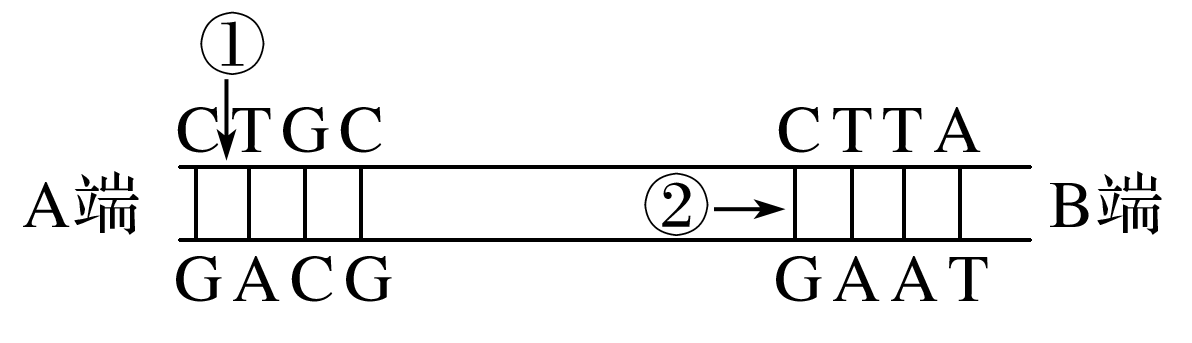 ①
CTGC CTTA
A端 ② B端
GACG GAAT